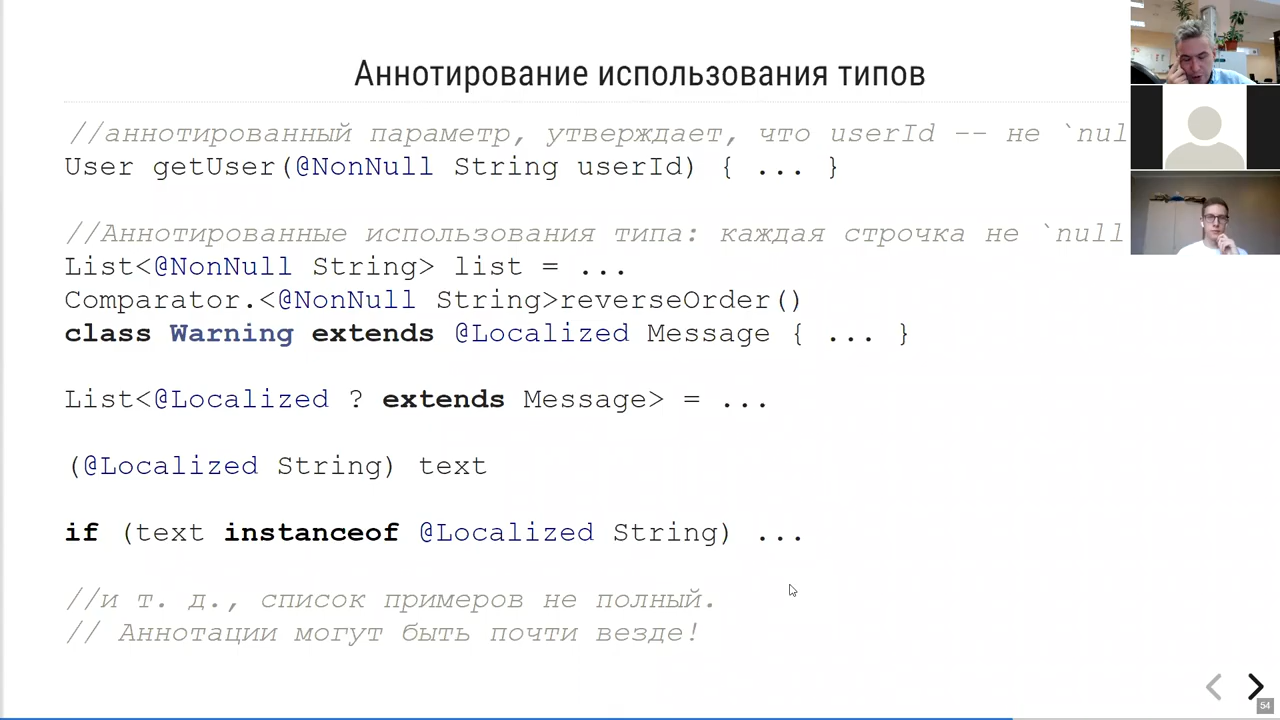 Аннотирование использования типов
//аннотированный параметр, утверждает, что userId -- не `nul
User getUser(@NonNull String userId) { ... }
//Аннотированные использования типа: каждая строчка не `null
List<@NonNull String> list = ...
Comparator.<@NonNull String>reverseOrder()
class Warning extends @Localized Message { ... }
List<@Localized ? extends Message> = ...
(@Localized String) text
if (text instanceof @Localized String) ...
//и т. д., список примеров не полный.
// Аннотации могут быть почти везде!
54